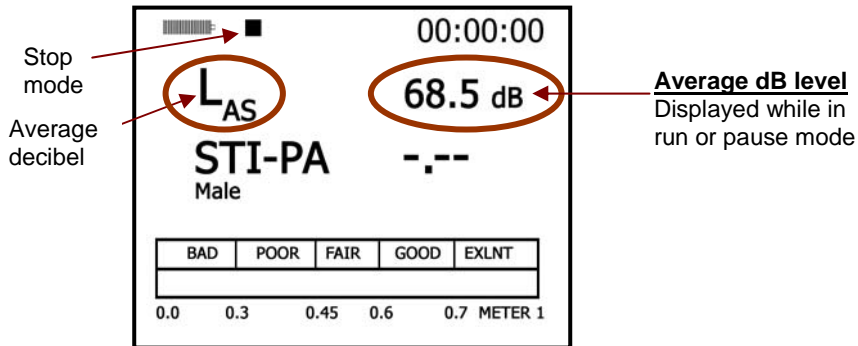 00:00:00
Stop
mode
LAS 68.5 dB
Average
decibel
Average dB level
Displayed while in
run or pause mode
STI-PA -.--
Male
BAD POOR FAIR GOOD EXLNT
0.0 0.3 0.45 0.6 0.7 METER 1